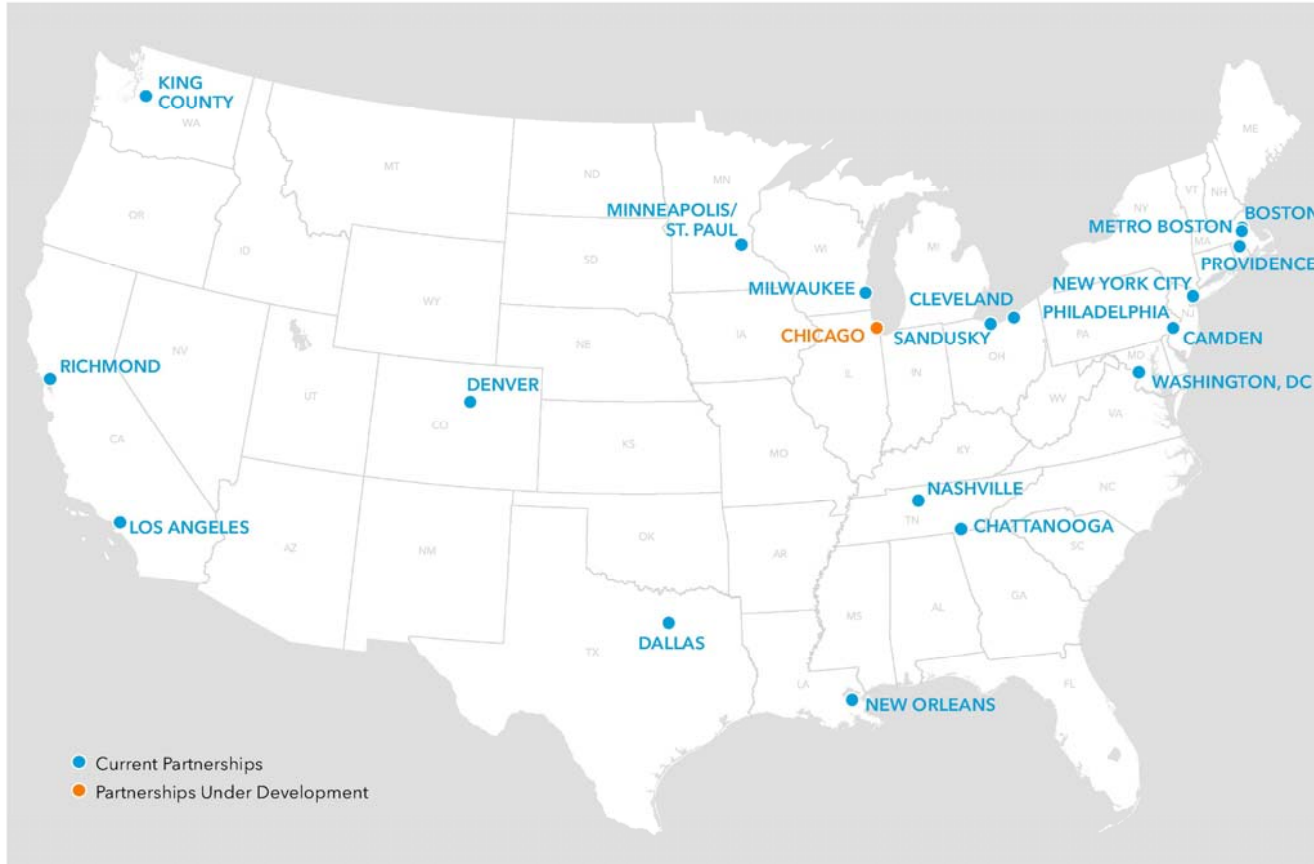 KING
COUNTY
WA
MT
ND
MN
ME
OR
ID
MINNEAPOLIS/
ST. PAUL
WI
MI
VT
NH
NY
BOSTON
METRO BOSTON
MA
PROVIDENCE
SD
WY
MILWAUKEE
CLEVELAND
NEW YORK CITY
PHILADELPHIA
NJ
CHICAGO
SANDUSKY
PA
CAMDEN
IA
NE
OH
MD
WASHINGTON, DC
RICHMOND
NV
UT
DENVER
CO
IL
IN
WV
VA
CA
KS
MO
KY
NASHVILLE
NC
TN
CHATTANOOGA
LOS ANGELES
AZ
NM
OK
AR
SC
MS
AL
GA
DALLAS
TX
LA
NEW ORLEANS
FL
Current Partnerships
Partnerships Under Development